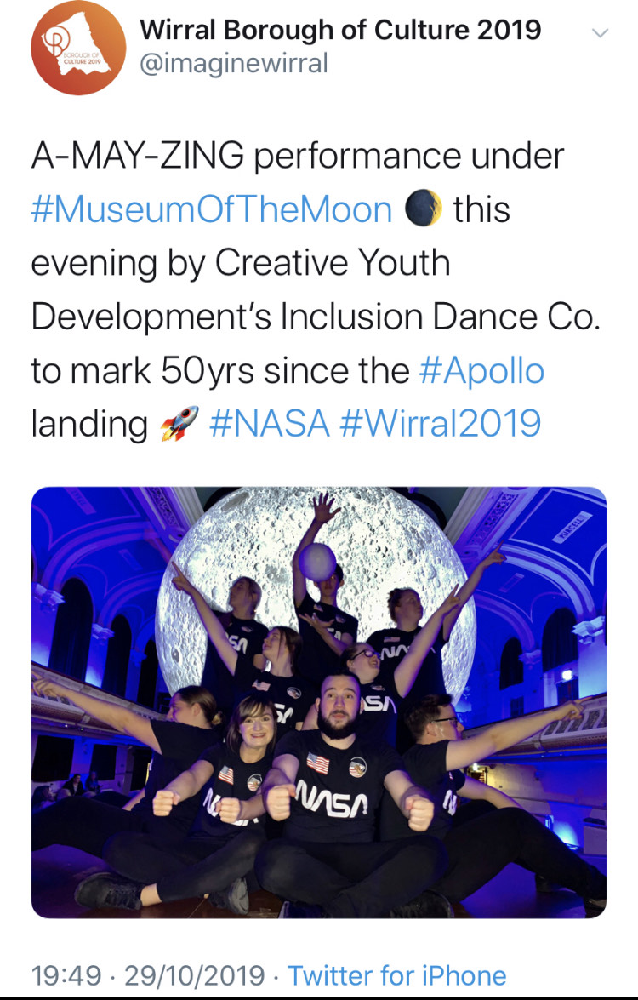 BOROUGH OF
CULTURE 2019
Wirral Borough of Culture 2019
@imaginewirral
A-MAY-ZING performance under
#MuseumOfTheMoon 🌒 this
evening by Creative Youth
Development's Inclusion Dance Co.
to mark 50yrs since the #Apollo
landing 🚀 #NASA #Wirral2019
PURCELL
NASA
19:49 · 29/10/2019 · Twitter for iPhone